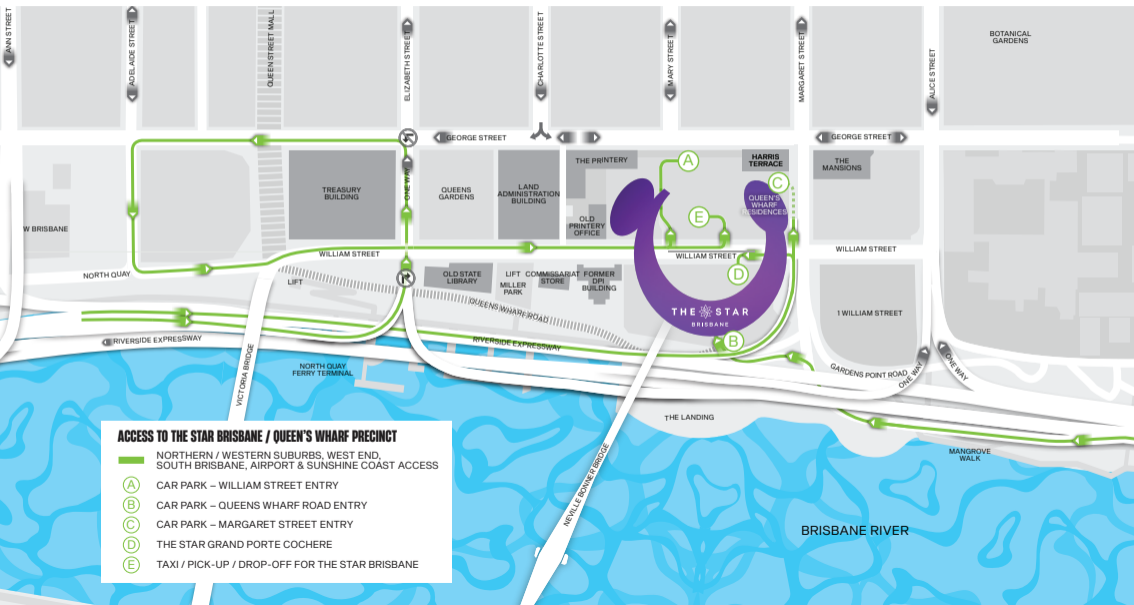 ANN STREET
ADELAIDE STREET
QUEEN STREET MALL
ELIZABETH STREET
CHARLOTTE STREET
MARY STREET
MARGARET STREET
ALICE STREET
BOTANICAL
GARDENS
GEORGE STREET
GEORGE STREET
ONE WAY
TREASURY
BUILDING
QUEENS
GARDENS
LAND
ADMINISTRATION
BUILDING
THE PRINTERY
OLD
PRINTERY
OFFICE
A
HARRIS
TERRACE
C
QUEEN'S
WHARF
RESIDENCES
THE
MANSIONS
E
W BRISBANE
WILLIAM STREET
WILLIAM STREET
WILLIAM STREET
NORTH QUAY
LIFT
OLD STATE
LIBRARY
LIFT
MILLER
PARK
COMMISSARIAT
STORE
FORMER
DPI
BUILDING
D
QUEENS WHARF ROAD
THE STAR
BRISBANE
1 WILLIAM STREET
B
RIVERSIDE EXPRESSWAY
RIVERSIDE EXPRESSWAY
GARDENS POINT ROAD
ONE WAY
ONE WAY
NORTH QUAY
FERRY TERMINAL
VICTORIA BRIDGE
THE LANDING
MANGROVE
WALK
NEVILLE BONNER BRIDGE
BRISBANE RIVER
ACCESS TO THE STAR BRISBANE / QUEEN'S WHARF PRECINCT
NORTHERN / WESTERN SUBURBS, WEST END,
SOUTH BRISBANE, AIRPORT & SUNSHINE COAST ACCESS
A CAR PARK – WILLIAM STREET ENTRY
B CAR PARK – QUEENS WHARF ROAD ENTRY
C CAR PARK – MARGARET STREET ENTRY
D THE STAR GRAND PORTE COCHERE
E TAXI / PICK-UP / DROP-OFF FOR THE STAR BRISBANE